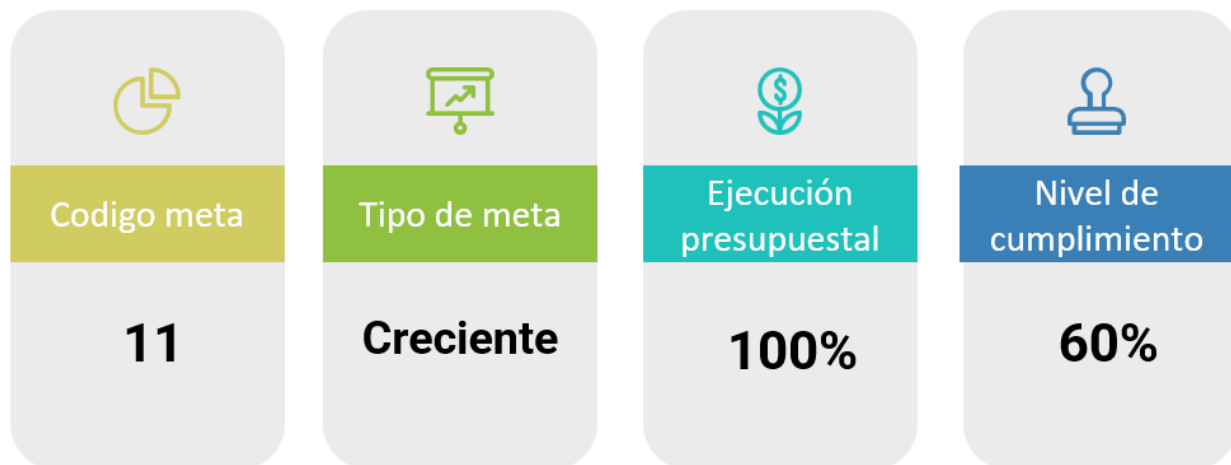 Codigo meta
11
Tipo de meta
Creciente
Ejecución
presupuestal
100%
Nivel de
cumplimiento
60%